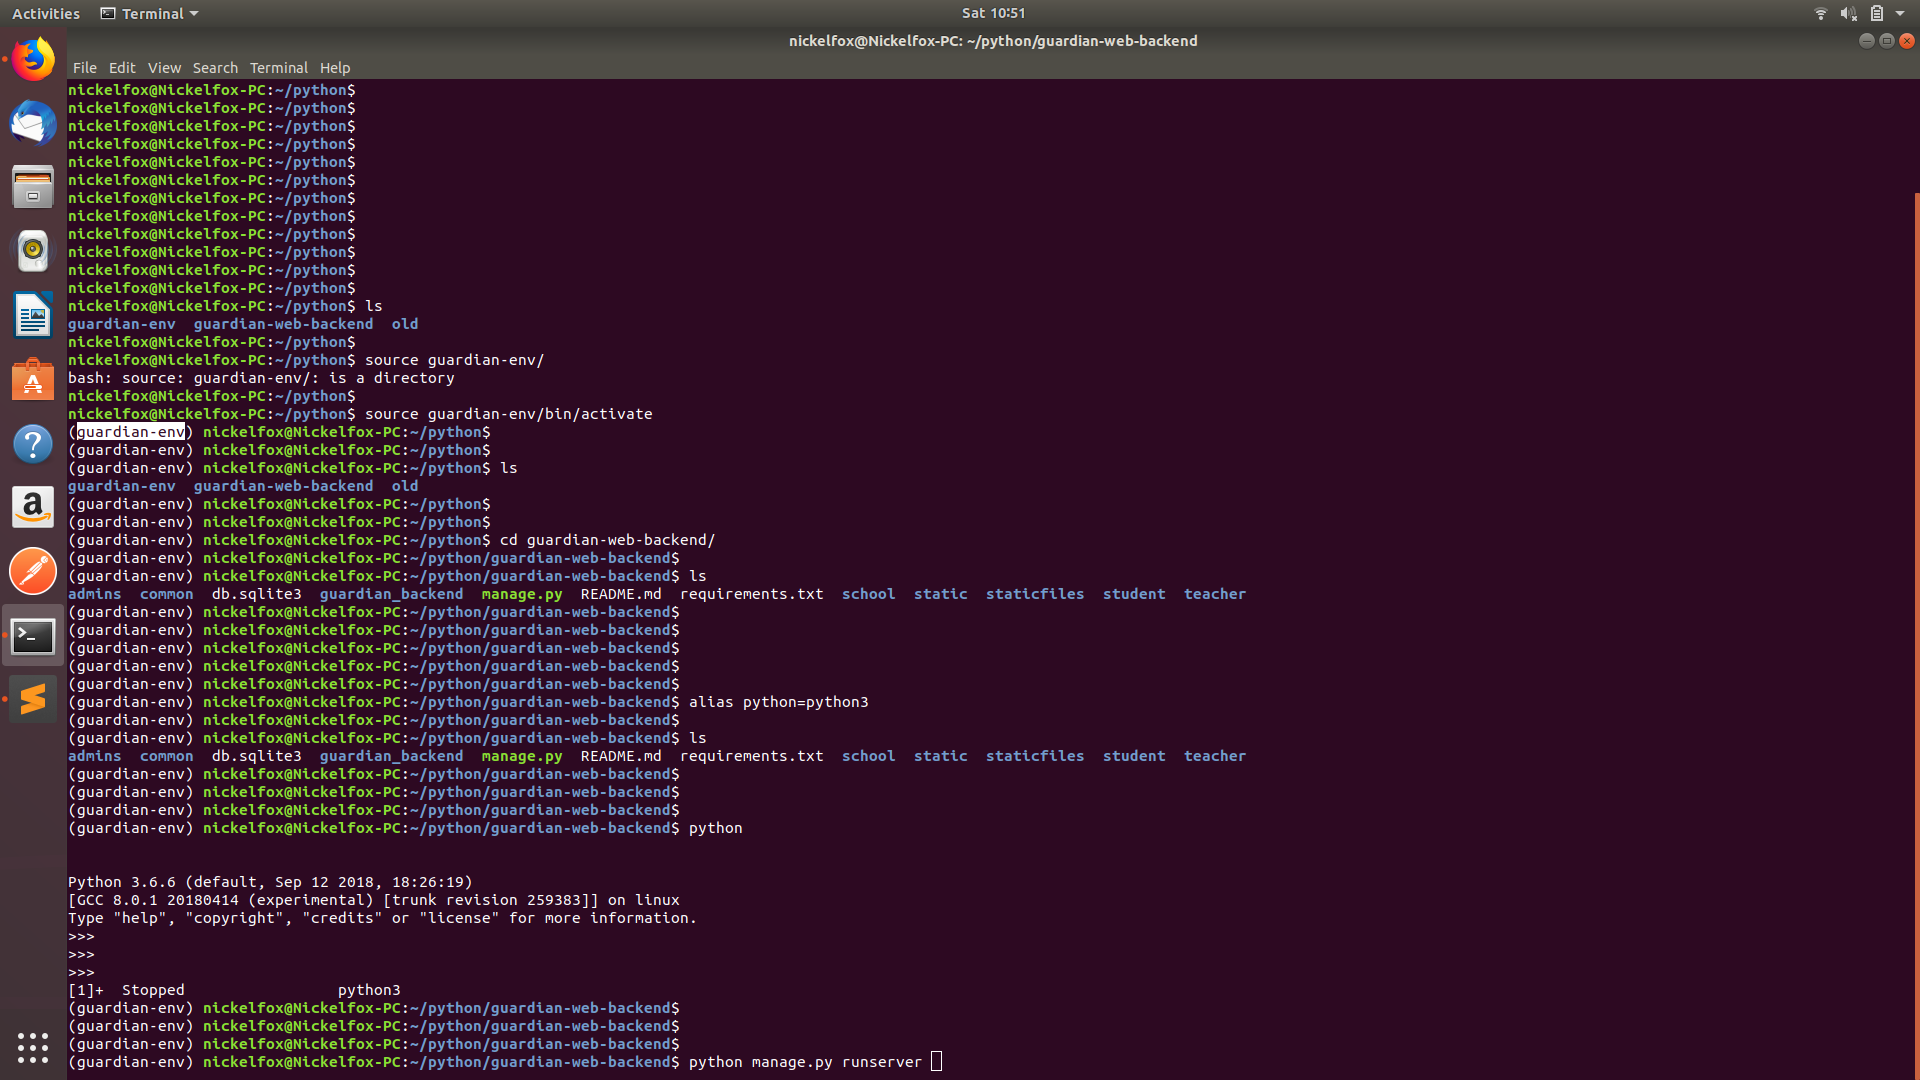 Activities Terminal Sat 10:51
nickelfox@Nickelfox-PC: ~/python/guardian-web-backend
File Edit View Search Terminal Help
nickelfox@Nickelfox-PC:~/python$
nickelfox@Nickelfox-PC:~/python$
nickelfox@Nickelfox-PC:~/python$
nickelfox@Nickelfox-PC:~/python$
nickelfox@Nickelfox-PC:~/python$
nickelfox@Nickelfox-PC:~/python$
nickelfox@Nickelfox-PC:~/python$
nickelfox@Nickelfox-PC:~/python$
nickelfox@Nickelfox-PC:~/python$
nickelfox@Nickelfox-PC:~/python$
nickelfox@Nickelfox-PC:~/python$
nickelfox@Nickelfox-PC:~/python$
nickelfox@Nickelfox-PC:~/python$ ls
guardian-env guardian-web-backend old
nickelfox@Nickelfox-PC:~/python$
nickelfox@Nickelfox-PC:~/python$ source guardian-env/
bash: source: guardian-env/: is a directory
nickelfox@Nickelfox-PC:~/python$
nickelfox@Nickelfox-PC:~/python$ source guardian-env/bin/activate
(guardian-env) nickelfox@Nickelfox-PC:~/python$
(guardian-env) nickelfox@Nickelfox-PC:~/python$
(guardian-env) nickelfox@Nickelfox-PC:~/python$ ls
guardian-env guardian-web-backend old
(guardian-env) nickelfox@Nickelfox-PC:~/python$
(guardian-env) nickelfox@Nickelfox-PC:~/python$
(guardian-env) nickelfox@Nickelfox-PC:~/python$ cd guardian-web-backend/
(guardian-env) nickelfox@Nickelfox-PC:~/python/guardian-web-backend$
(guardian-env) nickelfox@Nickelfox-PC:~/python/guardian-web-backend$ ls
admins common db.sqlite3 guardian_backend manage.py README.md requirements.txt school static staticfiles student teacher
(guardian-env) nickelfox@Nickelfox-PC:~/python/guardian-web-backend$
(guardian-env) nickelfox@Nickelfox-PC:~/python/guardian-web-backend$
(guardian-env) nickelfox@Nickelfox-PC:~/python/guardian-web-backend$
(guardian-env) nickelfox@Nickelfox-PC:~/python/guardian-web-backend$
(guardian-env) nickelfox@Nickelfox-PC:~/python/guardian-web-backend$
(guardian-env) nickelfox@Nickelfox-PC:~/python/guardian-web-backend$ alias python=python3
(guardian-env) nickelfox@Nickelfox-PC:~/python/guardian-web-backend$
(guardian-env) nickelfox@Nickelfox-PC:~/python/guardian-web-backend$ ls
admins common db.sqlite3 guardian_backend manage.py README.md requirements.txt school static staticfiles student teacher
(guardian-env) nickelfox@Nickelfox-PC:~/python/guardian-web-backend$
(guardian-env) nickelfox@Nickelfox-PC:~/python/guardian-web-backend$
(guardian-env) nickelfox@Nickelfox-PC:~/python/guardian-web-backend$
(guardian-env) nickelfox@Nickelfox-PC:~/python/guardian-web-backend$ python
Python 3.6.6 (default, Sep 12 2018, 18:26:19)
[GCC 8.0.1 20180414 (experimental) [trunk revision 259383]] on linux
Type "help", "copyright", "credits" or "license" for more information.
>>>
>>>
>>>
[1]+ Stopped python3
(guardian-env) nickelfox@Nickelfox-PC:~/python/guardian-web-backend$
(guardian-env) nickelfox@Nickelfox-PC:~/python/guardian-web-backend$
(guardian-env) nickelfox@Nickelfox-PC:~/python/guardian-web-backend$
(guardian-env) nickelfox@Nickelfox-PC:~/python/guardian-web-backend$ python manage.py runserver